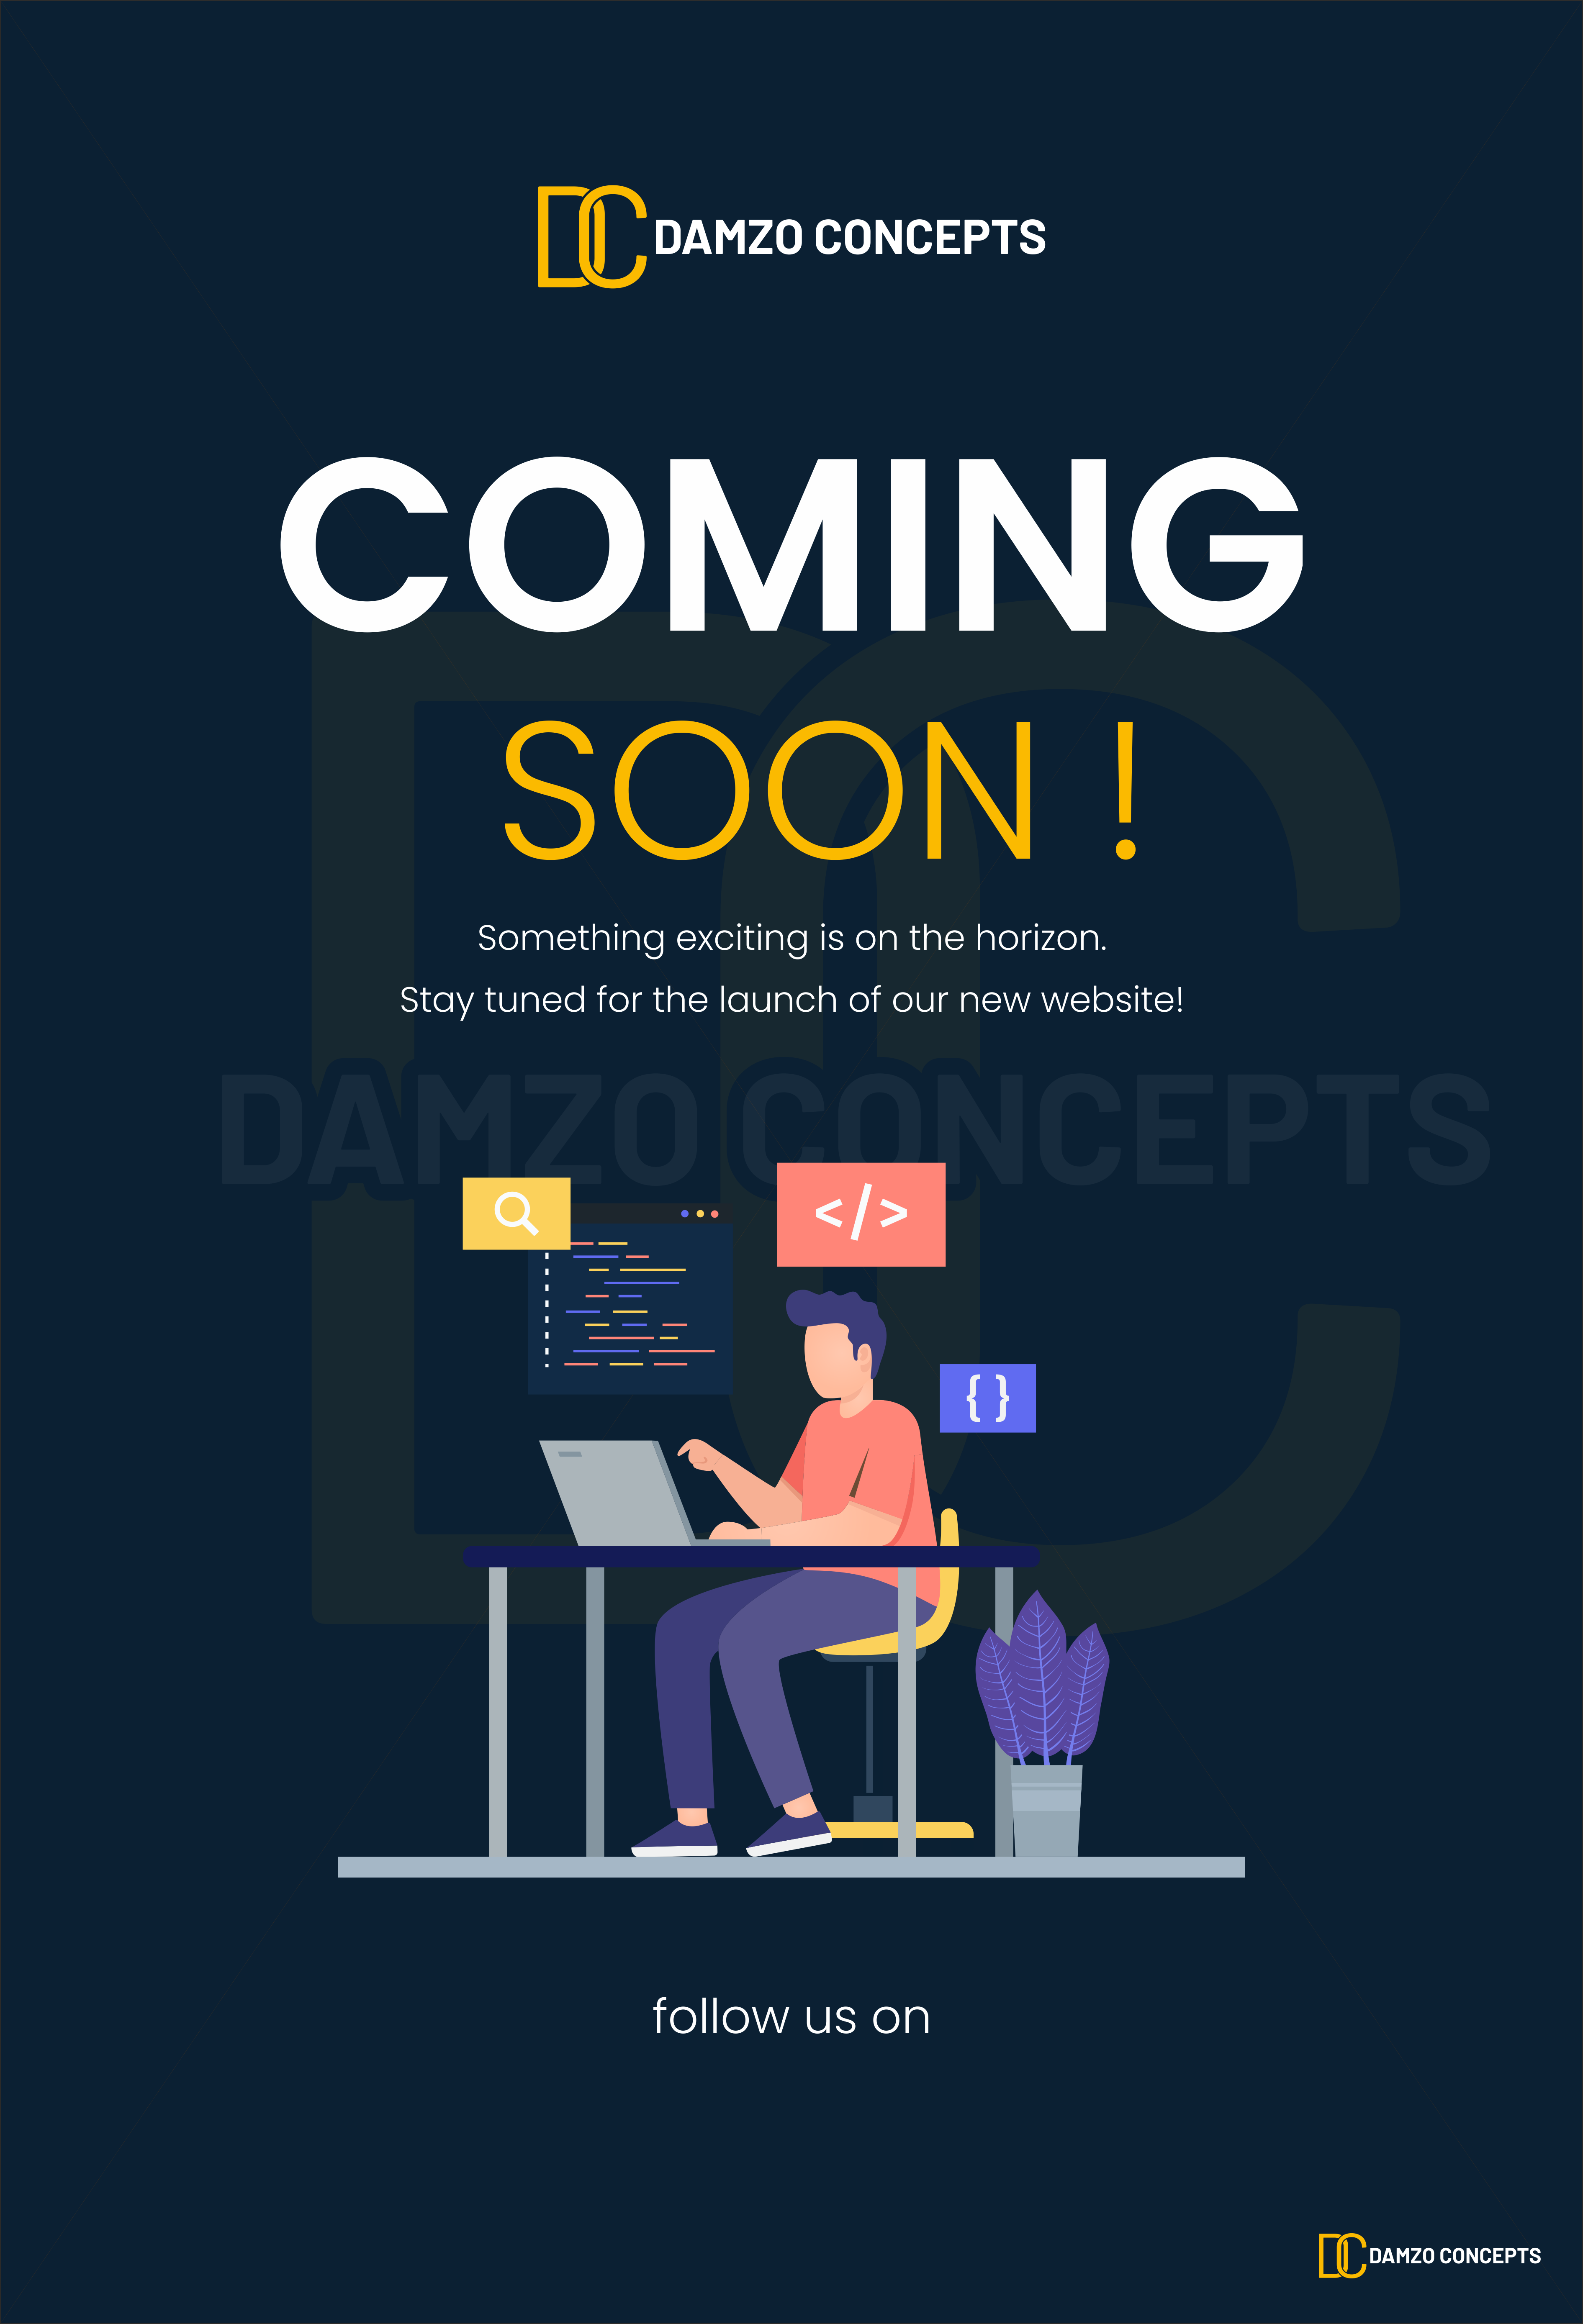 DC DAMZO CONCEPTS
COMING
SOON !
Something exciting is on the horizon.
Stay tuned for the launch of our new website!
DAMZO CONCEPTS
</>
{ }
follow us on
DC DAMZO CONCEPTS